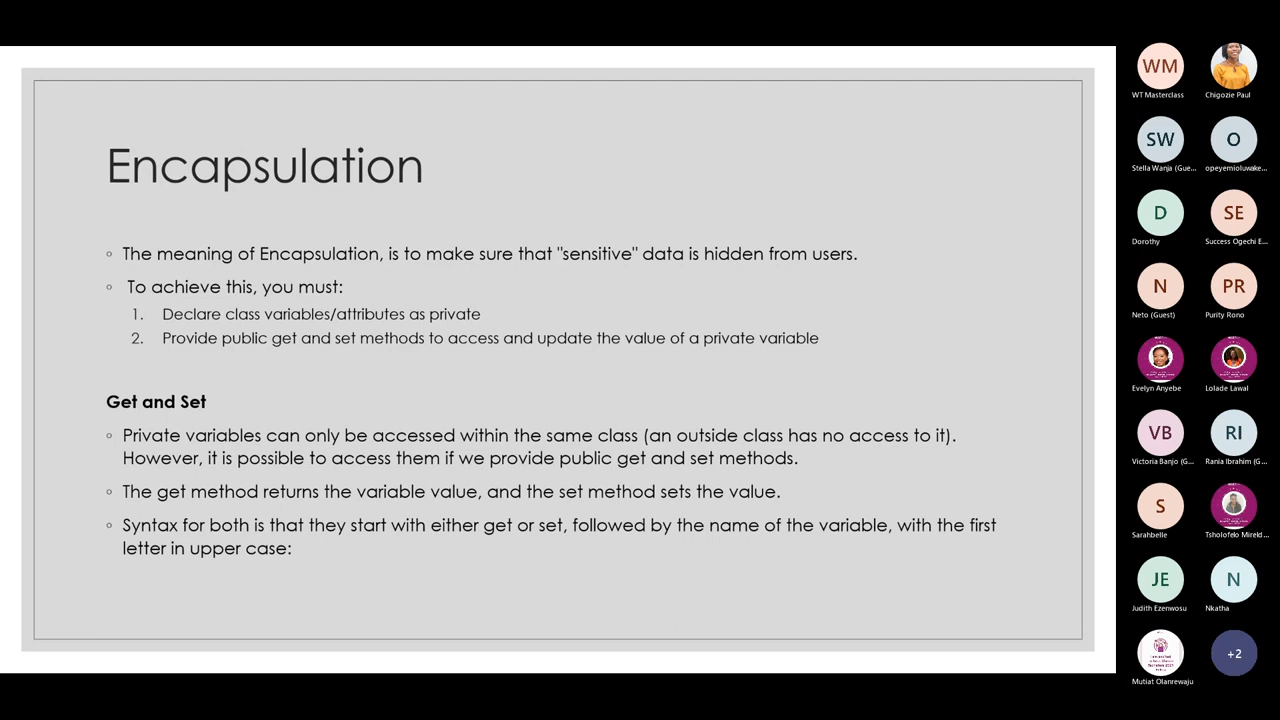 Encapsulation
◦ The meaning of Encapsulation, is to make sure that "sensitive" data is hidden from users.
◦ To achieve this, you must:
1. Declare class variables/attributes as private
2. Provide public get and set methods to access and update the value of a private variable
Get and Set
◦ Private variables can only be accessed within the same class (an outside class has no access to it).
However, it is possible to access them if we provide public get and set methods.
◦ The get method returns the variable value, and the set method sets the value.
◦ Syntax for both is that they start with either get or set, followed by the name of the variable, with the first
letter in upper case:
WM
WT Masterclass
Chigozie Paul
SW
O
Stella Wanja (Gue...
opeyemioluwake...
D
SE
Dorothy
Success Ogechi E...
N
PR
Neto (Guest)
Purity Rono
Evelyn Anyebe
Lolade Lawal
VB
RI
Victoria Banjo (G...
Rania Ibrahim (G...
S
Sarahbelle
Tsholofelo Mireld...
JE
N
Judith Ezenwosu
Nkatha
+2
Mutiat Olanrewaju